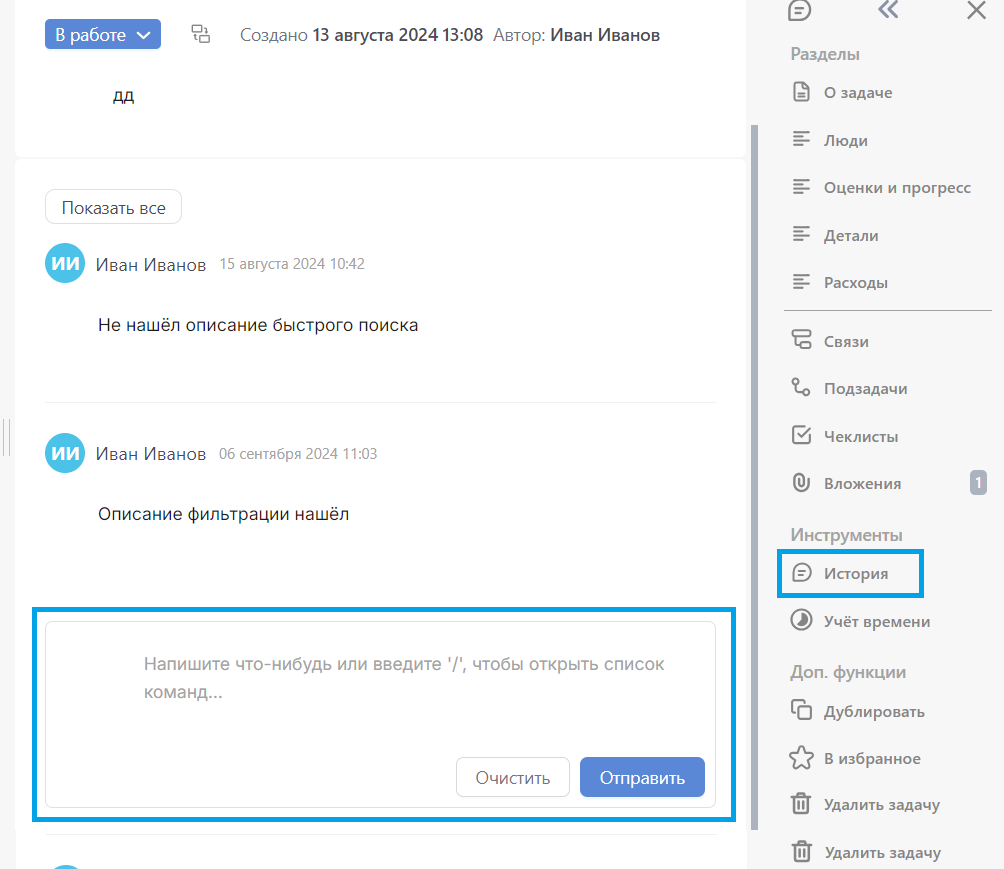 В работе
Создано 13 августа 2024 13:08 Автор: Иван Иванов
дд
Показать все
ИИ Иван Иванов 15 августа 2024 10:42
Не нашёл описание быстрого поиска
ИИ Иван Иванов 06 сентября 2024 11:03
Описание фильтрации нашёл
Напишите что-нибудь или введите '/', чтобы открыть список
команд...
Очистить Отправить
Разделы
О задаче
Люди
Оценки и прогресс
Детали
Расходы
Связи
Подзадачи
Чеклисты
Вложения 1
Инструменты
История
Учёт времени
Доп. функции
Дублировать
В избранное
Удалить задачу
Удалить задачу